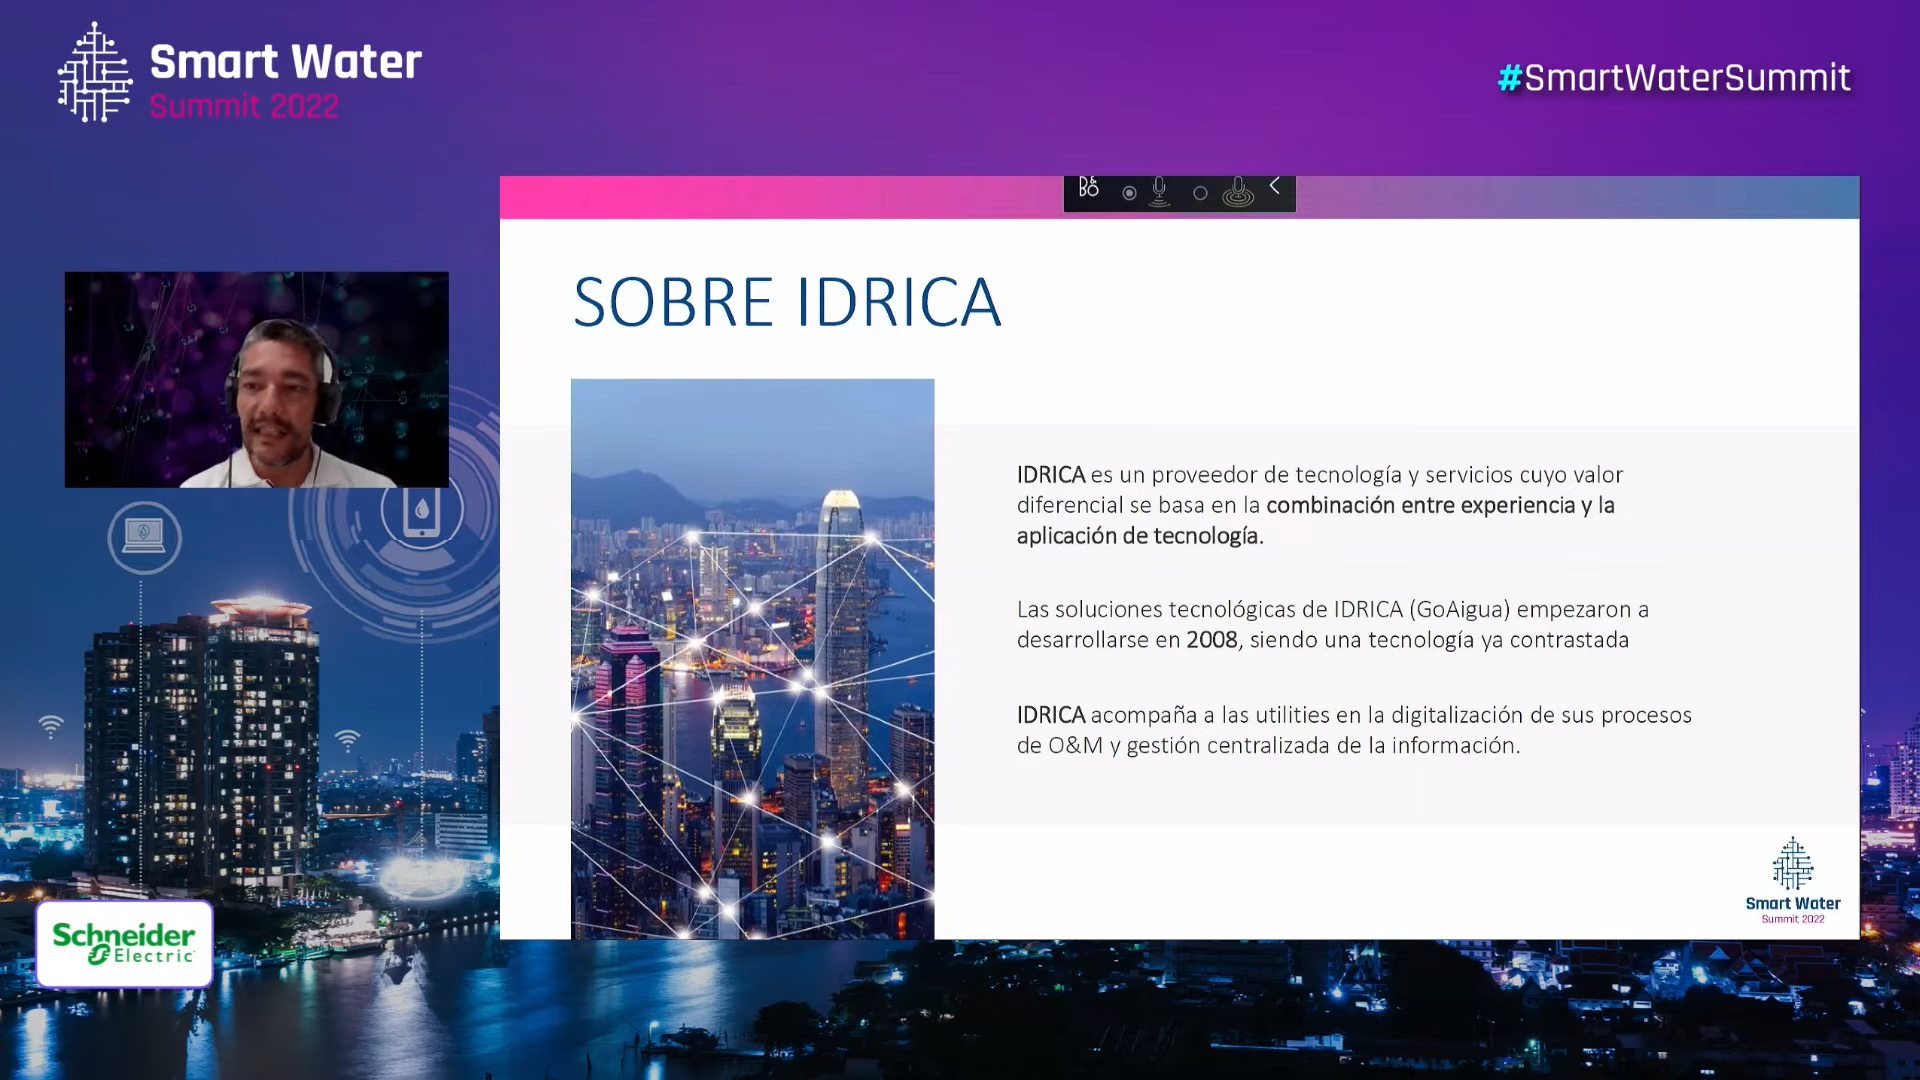 Smart Water
Summit 2022
#SmartWaterSummit
SOBRE IDRICA
IDRICA es un proveedor de tecnología y servicios cuyo valor
diferencial se basa en la combinación entre experiencia y la
aplicación de tecnología.
Las soluciones tecnológicas de IDRICA (GoAigua) empezaron a
desarrollarse en 2008, siendo una tecnología ya contrastada
IDRICA acompaña a las utilities en la digitalización de sus procesos
de O&M y gestión centralizada de la información.
Smart Water
Summit 2022
Schneider
Electric